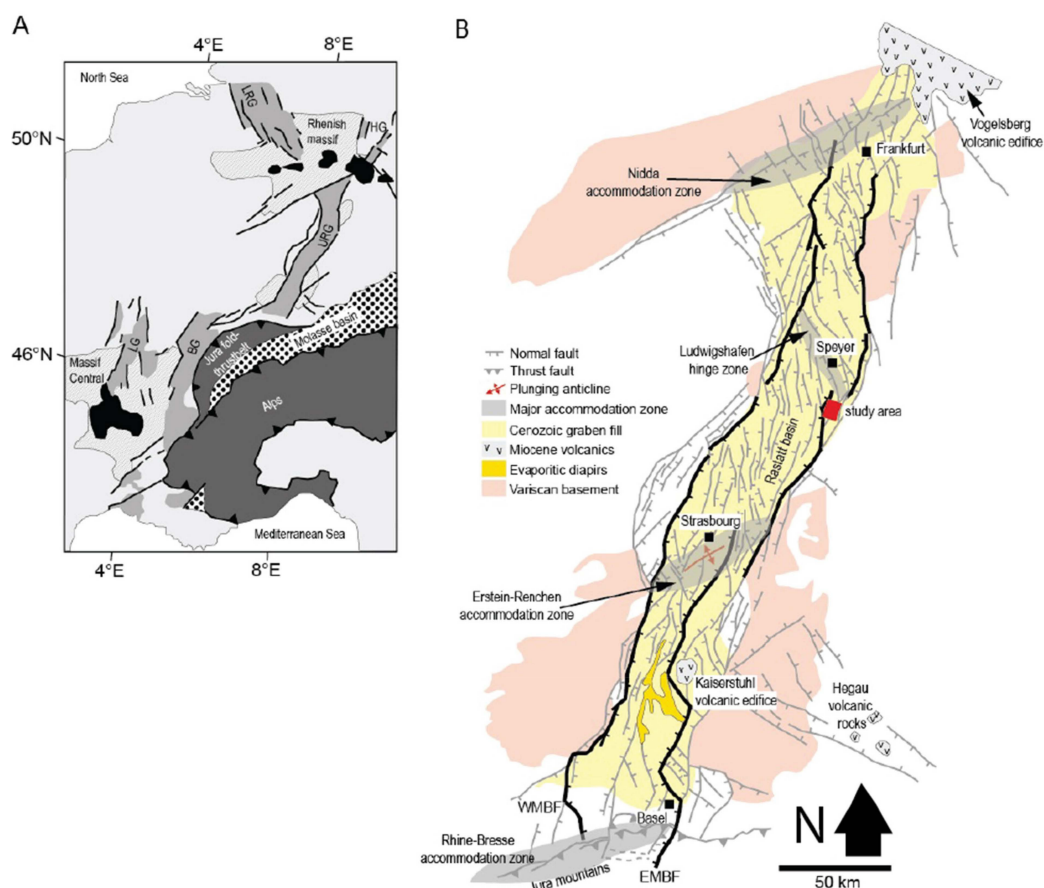 A
4°E
8°E
North Sea
LRG
Rhenish
massif
HG
50°N
URG
46°N
Massif
Central
LG
BG
Jura fold-
thrustbelt
Molasse basin
Alps
Mediterranean Sea
4°E
8°E
B
Vogelsberg
volcanic edifice
Frankfurt
Nidda
accommodation zone
Ludwigshafen
hinge zone
Speyer
study area
Normal fault
Thrust fault
Plunging anticline
Major accommodation zone
Cenozoic graben fill
Miocene volcanics
Evaporitic diapirs
Variscan basement
Rastatt basin
Strasbourg
Erstein-Renchen
accommodation zone
Kaiserstuhl
volcanic edifice
Hegau
volcanic
rocks
WMBF
Basel
Rhine-Bresse
accommodation zone
Jura mountains
EMBF
N
50 km